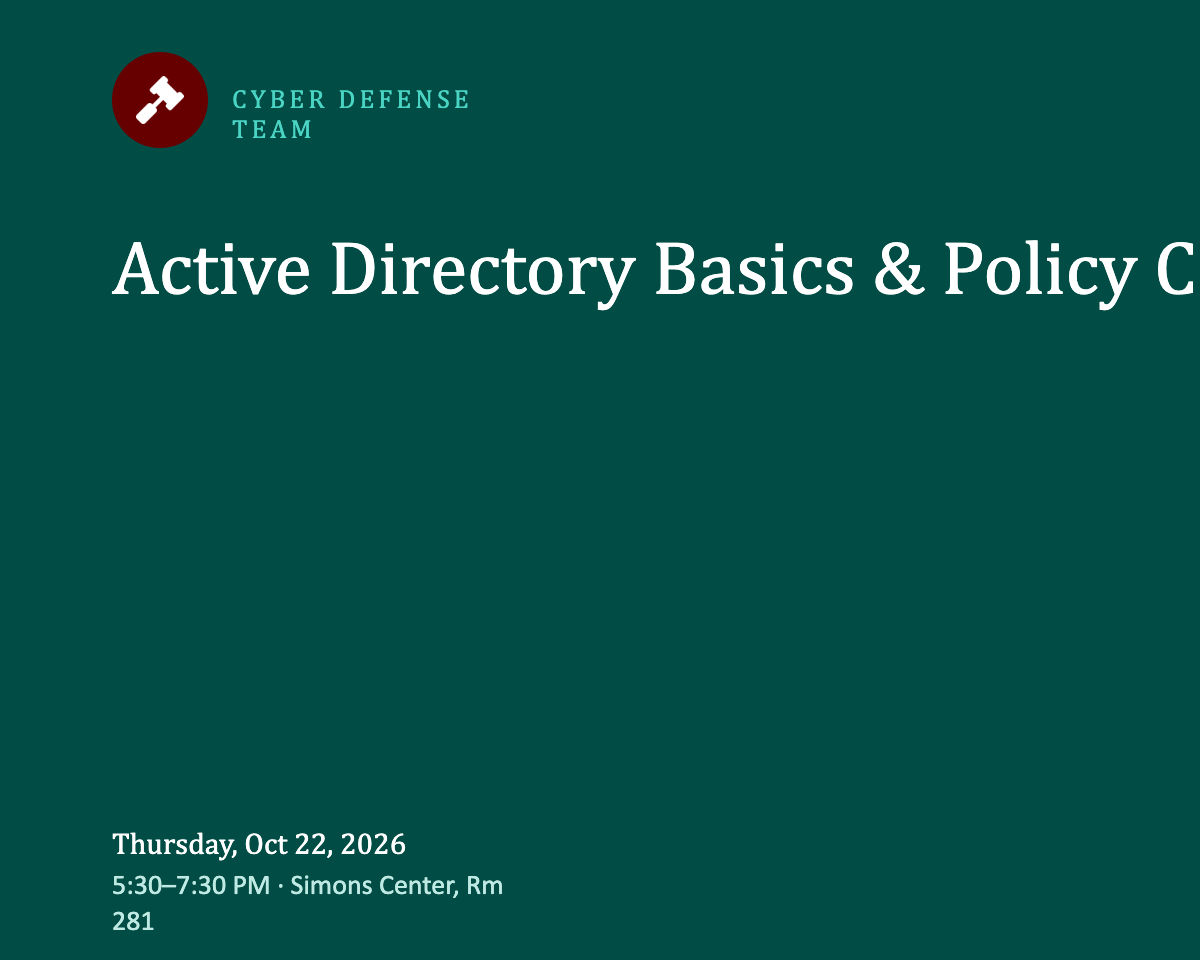 CYBER DEFENSE
TEAM
Active Directory Basics & Policy C
Thursday, Oct 22, 2026
5:30–7:30 PM · Simons Center, Rm
281